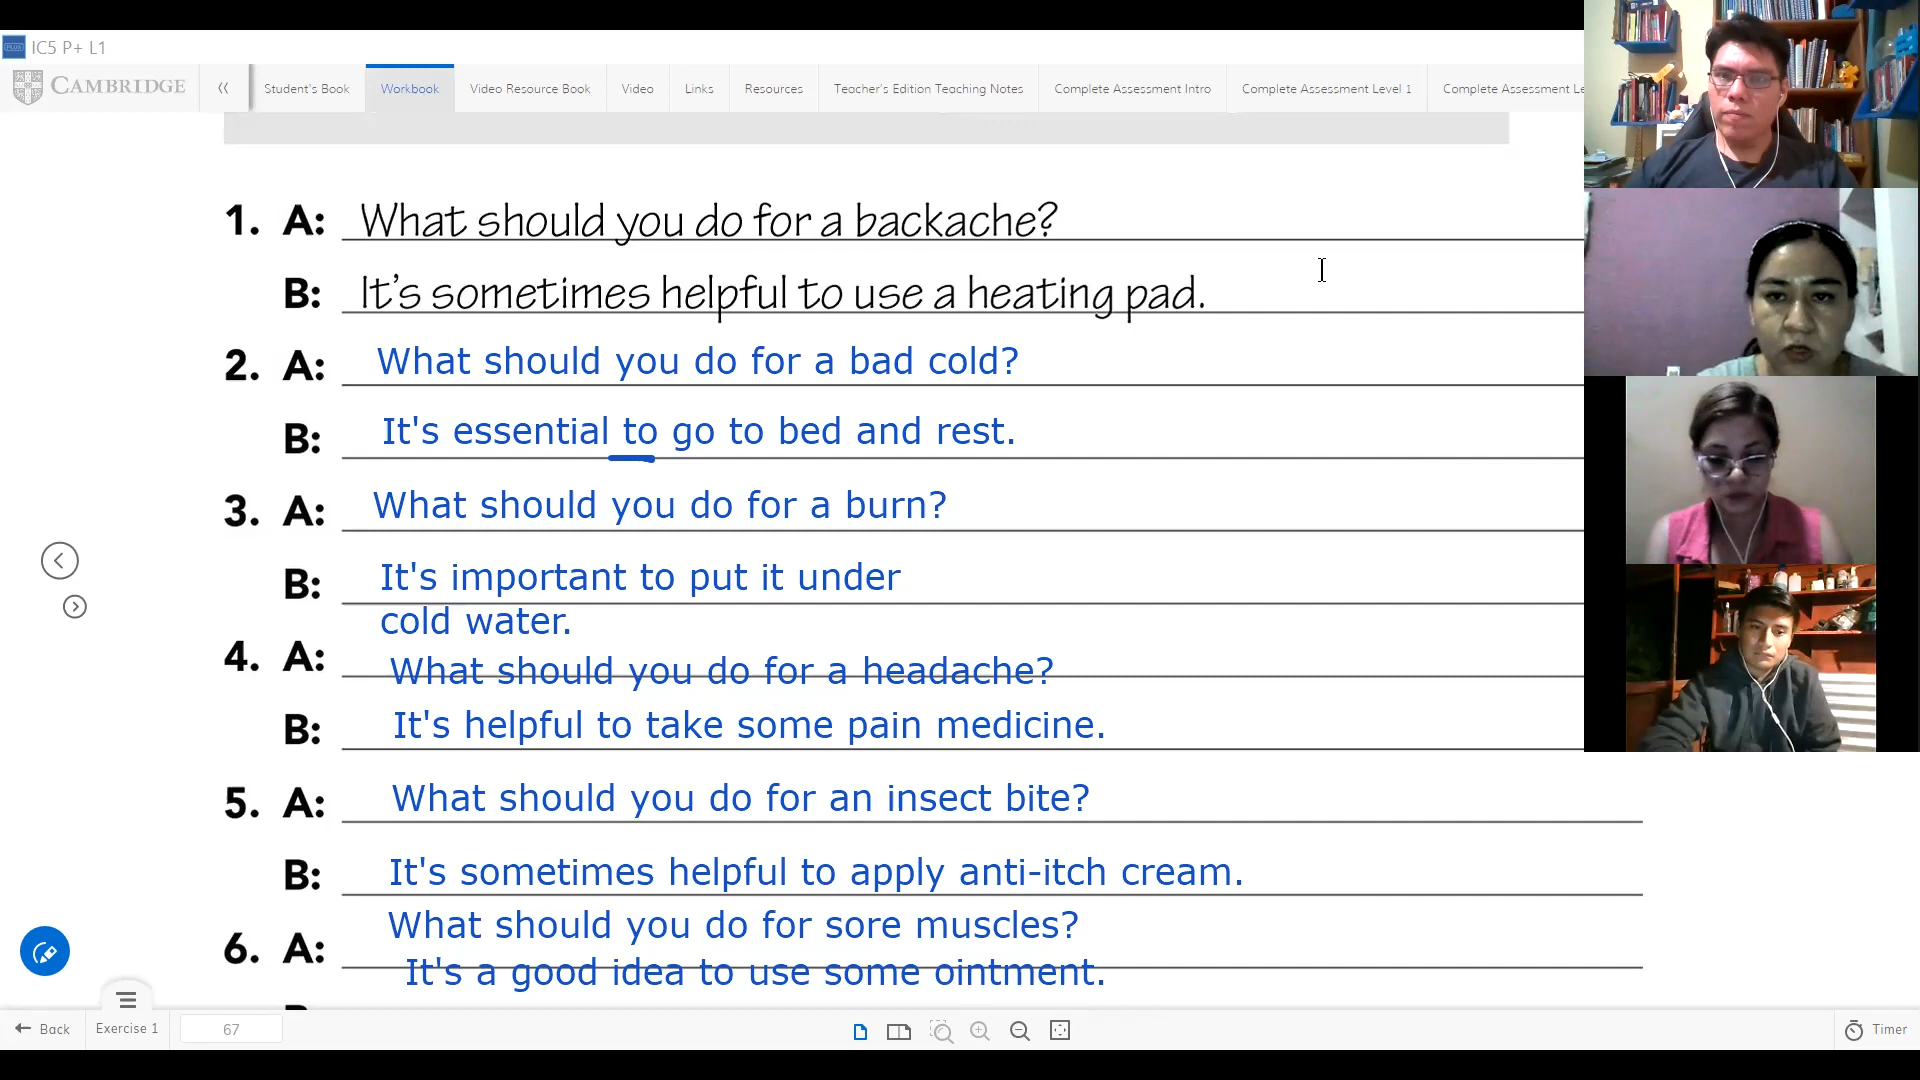 IC5 P+ L1
CAMBRIDGE
Student's Book
Workbook
Video Resource Book
Video
Links
Resources
Teacher's Edition Teaching Notes
Complete Assessment Intro
Complete Assessment Level 1
Complete Assessment Le
1. A: What should you do for a backache?
B: It's sometimes helpful to use a heating pad.
2. A: What should you do for a bad cold?
B: It's essential to go to bed and rest.
3. A: What should you do for a burn?
B: It's important to put it under
cold water.
4. A: What should you do for a headache?
B: It's helpful to take some pain medicine.
5. A: What should you do for an insect bite?
B: It's sometimes helpful to apply anti-itch cream.
6. A: What should you do for sore muscles?
It's a good idea to use some ointment.
Back
Exercise 1
67
Timer